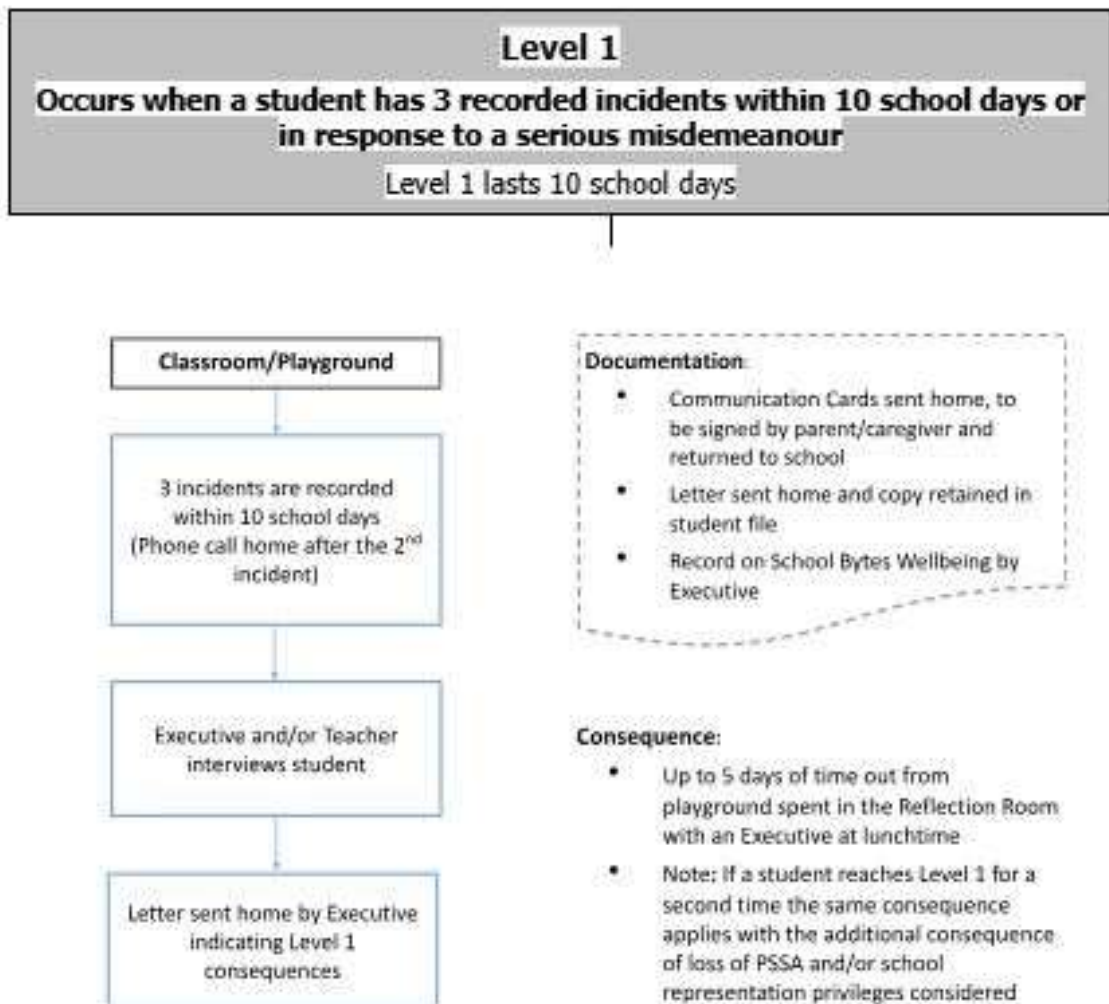 Level 1
Occurs when a student has 3 recorded incidents within 10 school days or
in response to a serious misdemeanour
Level 1 lasts 10 school days
Classroom/Playground
3 incidents are recorded
within 10 school days
(Phone call home after the 2nd
incident)
Executive and/or Teacher
interviews student
Letter sent home by Executive
indicating Level 1
consequences
Documentation:
• Communication Cards sent home, to
be signed by parent/caregiver and
returned to school
• Letter sent home and copy retained in
student file
• Record on School Bytes Wellbeing by
Executive
Consequence:
• Up to 5 days of time out from
playground spent in the Reflection Room
with an Executive at lunchtime
• Note: If a student reaches Level 1 for a
second time the same consequence
applies with the additional consequence
of loss of PSSA and/or school
representation privileges considered